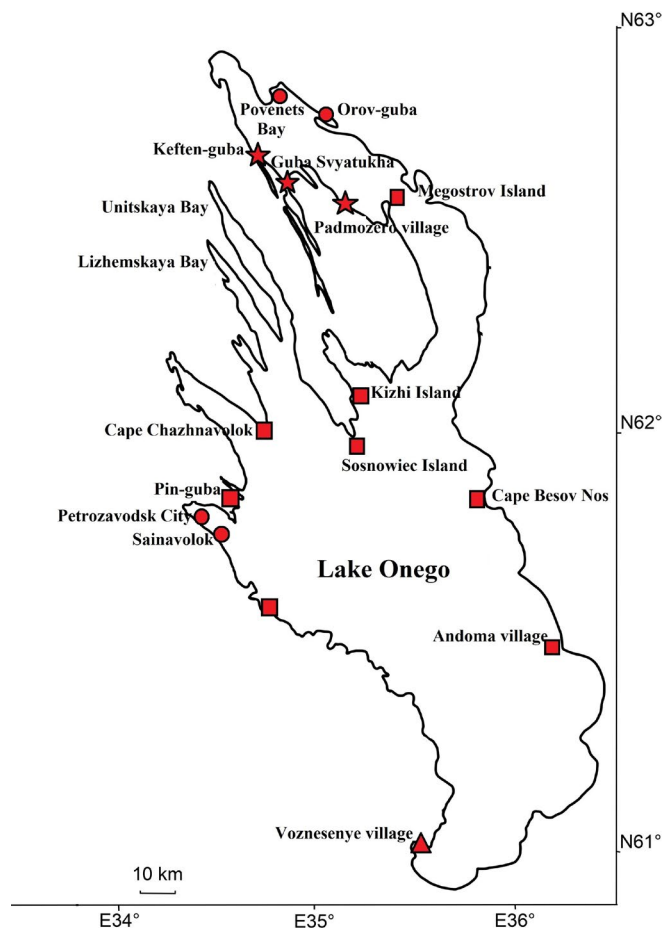 N63°
Povenets
Bay
Orov-guba
Keften-guba
Guba Svyatukha
Megostrov Island
Unitskaya Bay
Padmozero village
Lizhemskaya Bay
Kizhi Island
Cape Chazhnavolok
N62°
Sosnowiec Island
Pin-guba
Cape Besov Nos
Petrozavodsk City
Sainavolok
Lake Onego
Andoma village
Voznesenye village
N61°
10 km
E34°
E35°
E36°